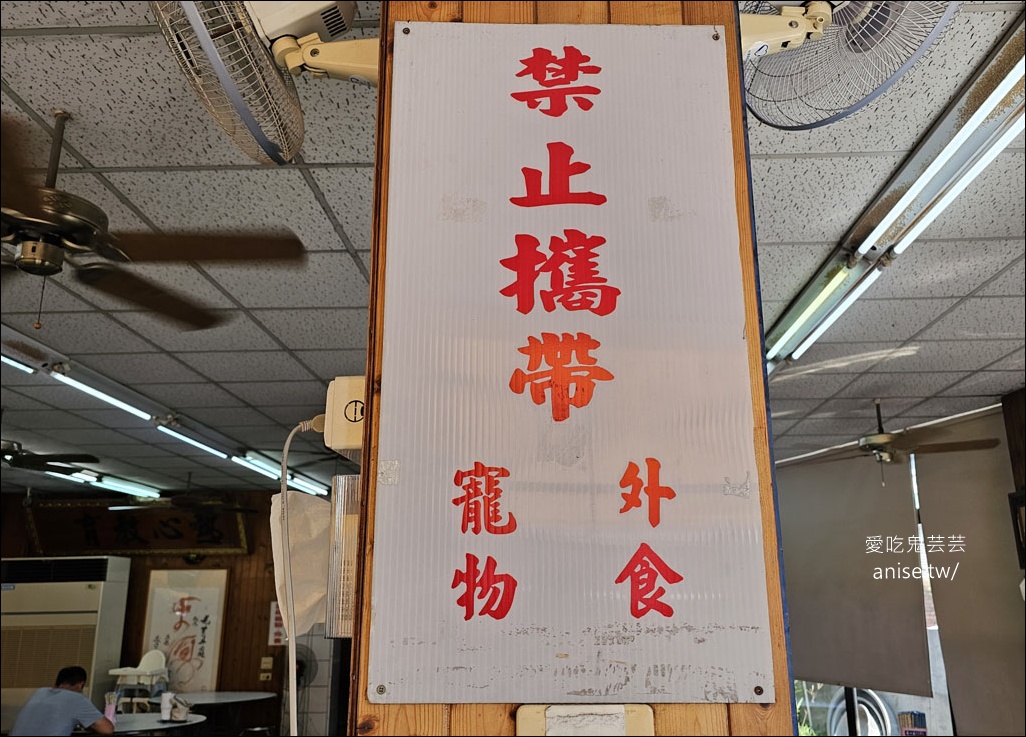 禁止攜帶
外食
寵物
愛吃鬼芸芸
anise.tw/